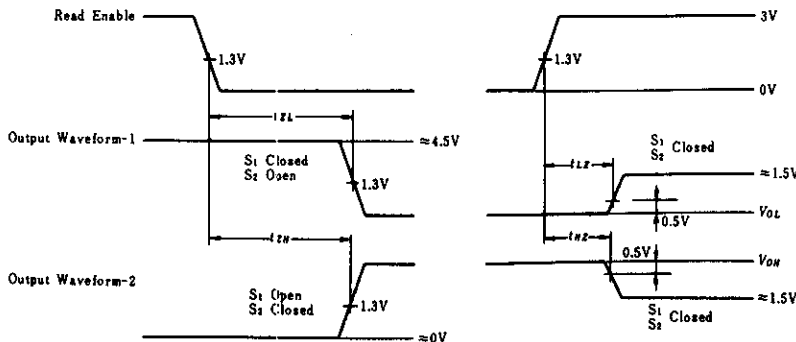 Read Enable
3V
1.3V
1.3V
0V
tZL
Output Waveform-1
≈4.5V
S1 Closed
S2 Open
1.3V
tLZ
S1
S2 Closed
≈1.5V
VOL
0.5V
tZH
tHZ
0.5V
VOH
Output Waveform-2
S1 Open
S2 Closed
1.3V
≈0V
≈1.5V
S1
S2 Closed